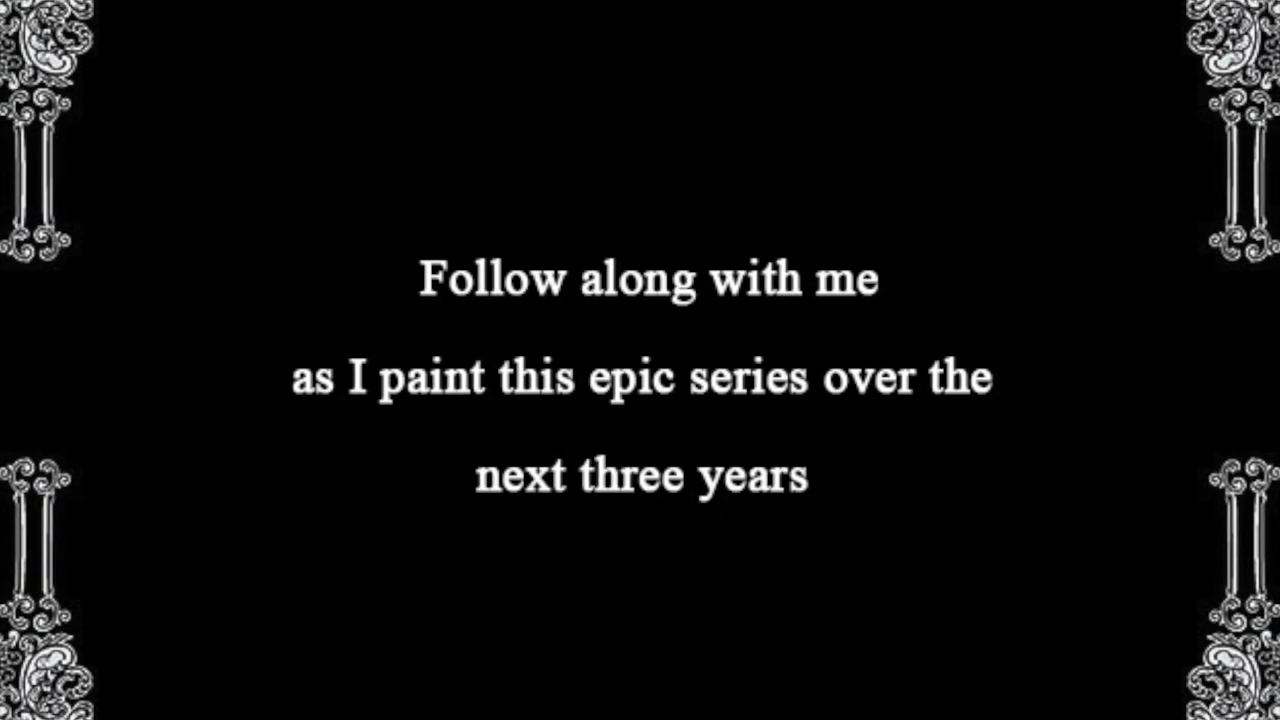 Follow along with me
as I paint this epic series over the
next three years